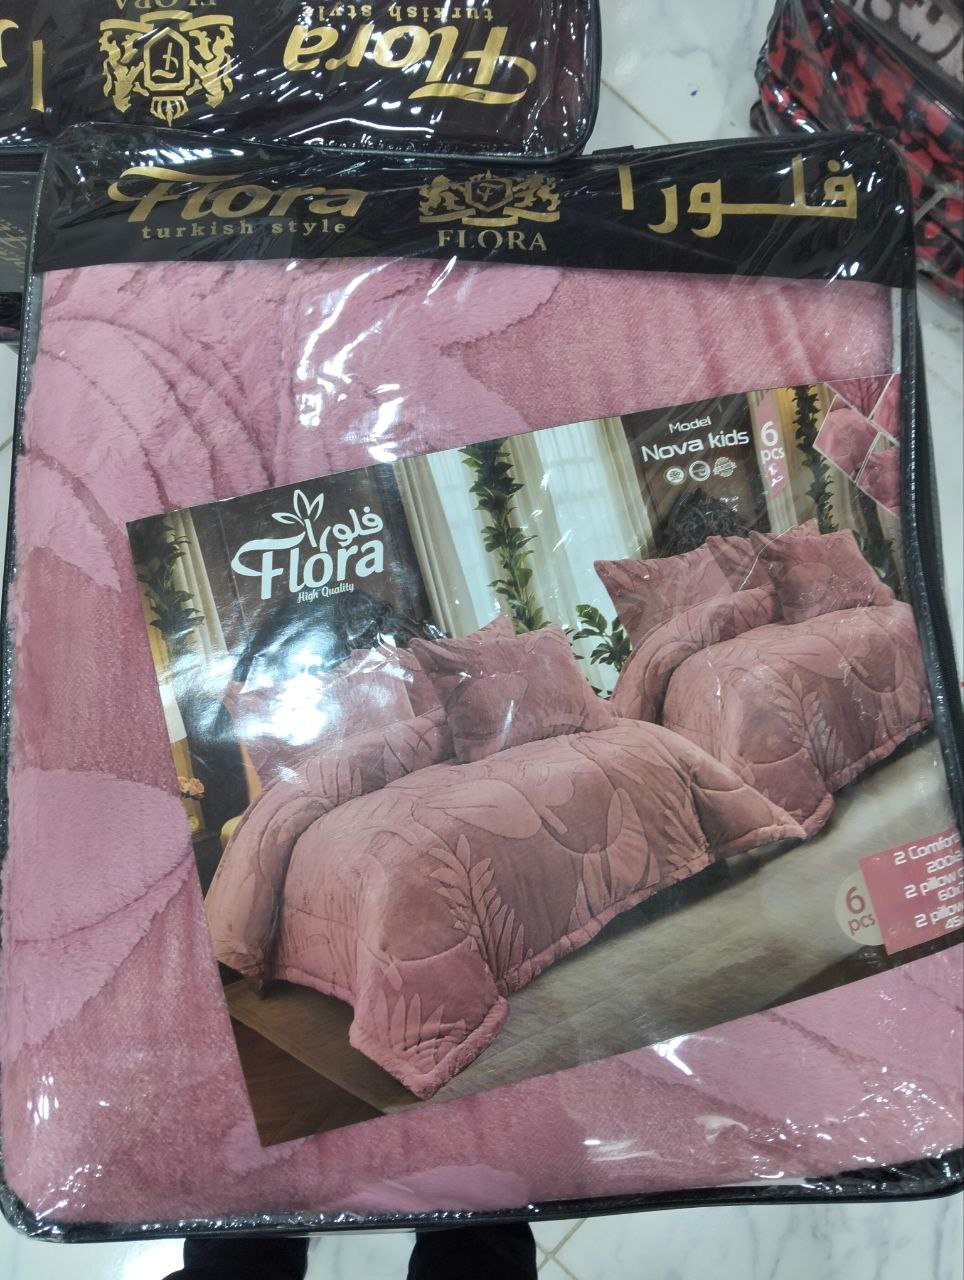 FLORA
Flora
turkish style
Flora
turkish style
FLORA
فلورا
Model
Nova kids
6
pcs
فلورا
Flora
High Quality
6
pcs
2
2 pillow
2 pillow